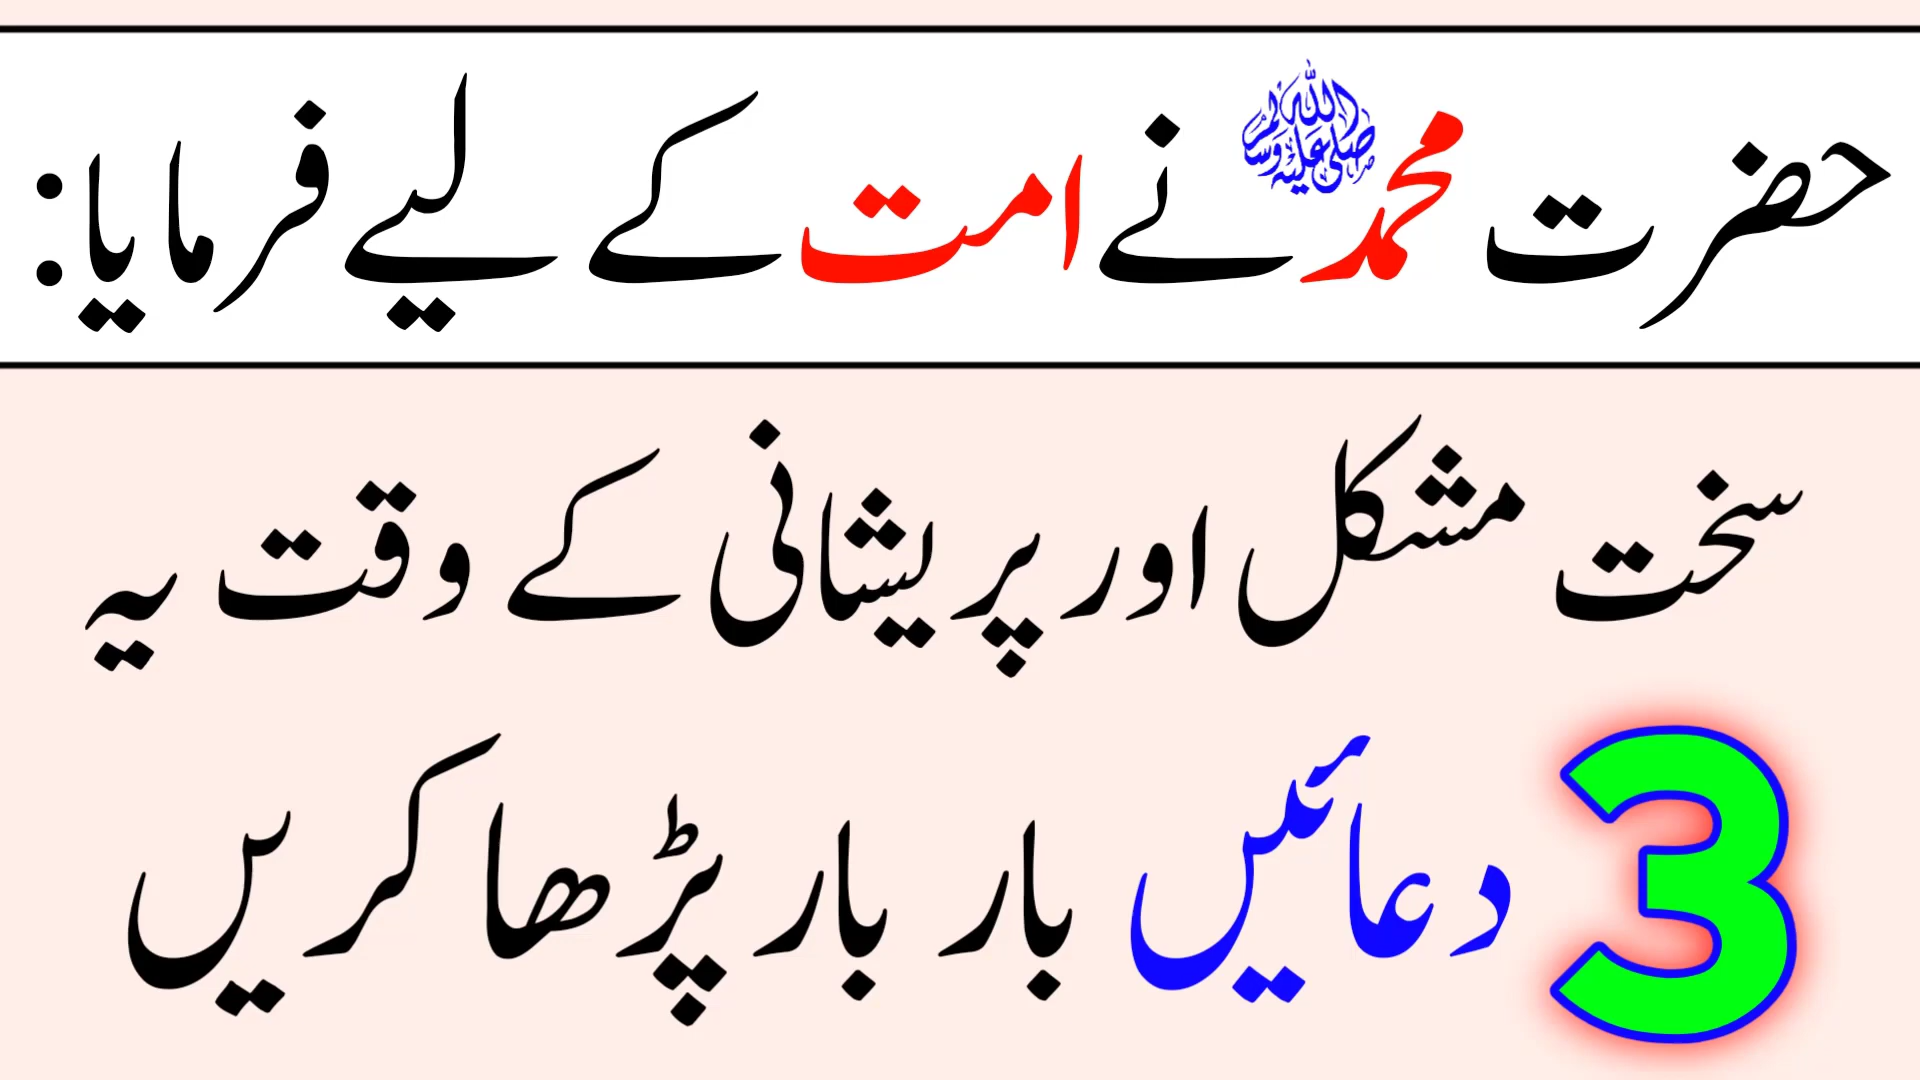 حضرت محمد ﷺ نے امت کے لیے فرمایا:
سخت مشکل اور پریشانی کے وقت یہ
3 دعائیں بار بار پڑھا کریں